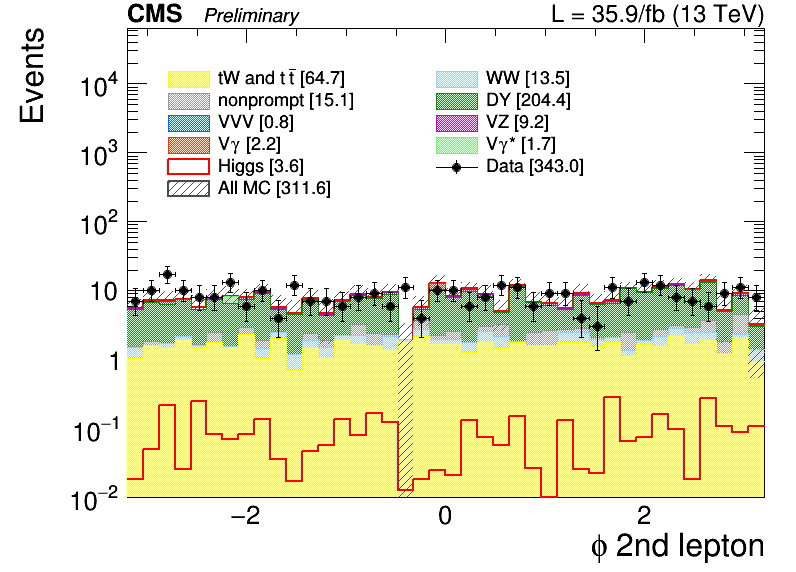 CMS Preliminary L = 35.9/fb (13 TeV)
Events
tW and t t̄ [64.7] WW [13.5]
nonprompt [15.1] DY [204.4]
VVV [0.8] VZ [9.2]
Vγ [2.2] Vγ* [1.7]
Higgs [3.6] Data [343.0]
All MC [311.6]
10⁴
10³
10²
10
1
10⁻¹
10⁻²
−2 0 2
ϕ 2nd lepton